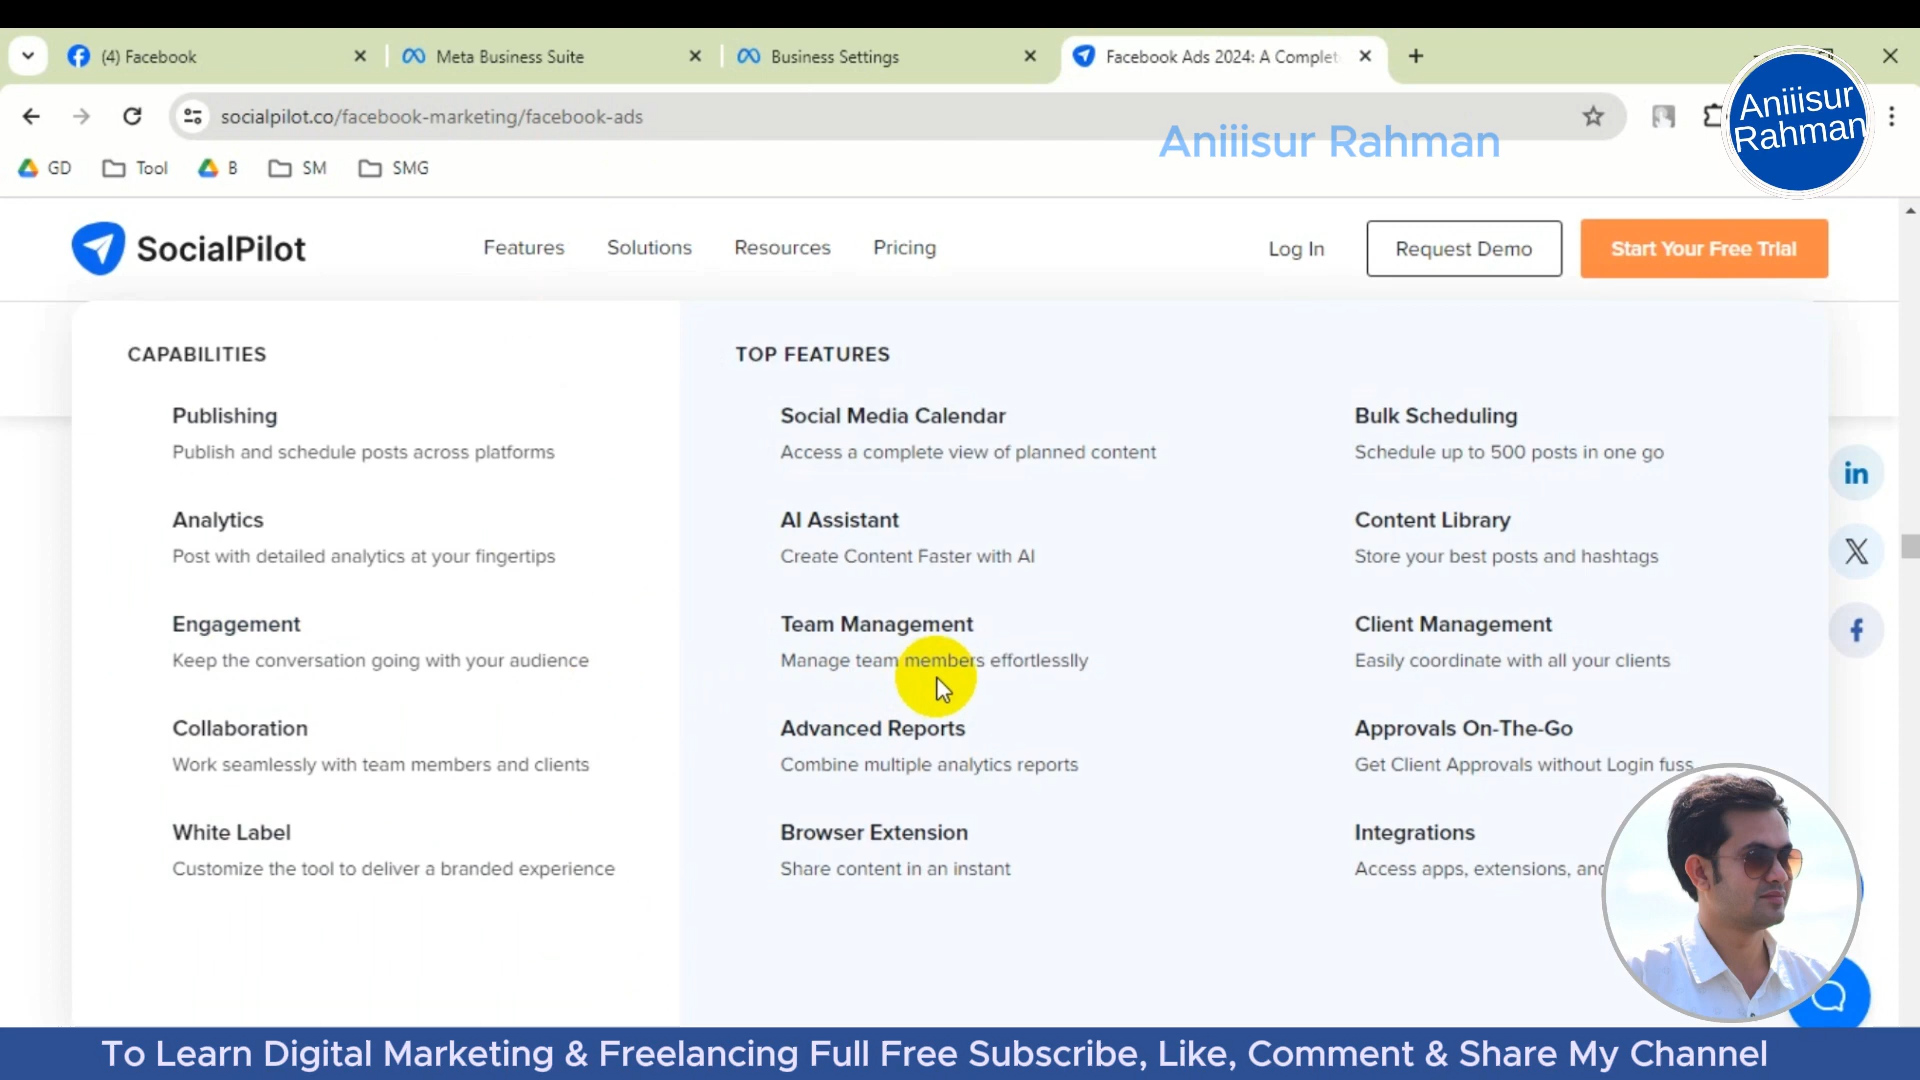 (4) Facebook
Meta Business Suite
Business Settings
Facebook Ads 2024: A Complet
socialpilot.co/facebook-marketing/facebook-ads
Aniiisur Rahman
Aniiisur
Rahman
GD
Tool
B
SM
SMG
SocialPilot
Features
Solutions
Resources
Pricing
Log In
Request Demo
Start Your Free Trial
CAPABILITIES
Publishing
Publish and schedule posts across platforms
Analytics
Post with detailed analytics at your fingertips
Engagement
Keep the conversation going with your audience
Collaboration
Work seamlessly with team members and clients
White Label
Customize the tool to deliver a branded experience
TOP FEATURES
Social Media Calendar
Access a complete view of planned content
AI Assistant
Create Content Faster with AI
Team Management
Manage team members effortlesslly
Advanced Reports
Combine multiple analytics reports
Browser Extension
Share content in an instant
Bulk Scheduling
Schedule up to 500 posts in one go
Content Library
Store your best posts and hashtags
Client Management
Easily coordinate with all your clients
Approvals On-The-Go
Get Client Approvals without Login fuss
Integrations
Access apps, extensions, and
in
X
f
To Learn Digital Marketing & Freelancing Full Free Subscribe, Like, Comment & Share My Channel